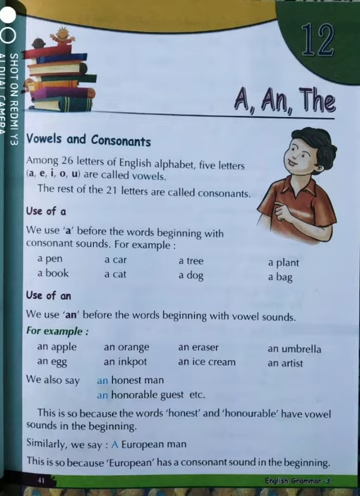 SHOT ON REDMI Y3
AI DUAL CAMERA
12
A, An, The
Vowels and Consonants
Among 26 letters of English alphabet, five letters
(a, e, i, o, u) are called vowels.
The rest of the 21 letters are called consonants.
Use of a
We use 'a' before the words beginning with
consonant sounds. For example :
a pen a car a tree a plant
a book a cat a dog a bag
Use of an
We use 'an' before the words beginning with vowel sounds.
For example :
an apple an orange an eraser an umbrella
an egg an inkpot an ice cream an artist
We also say an honest man
an honorable guest etc.
This is so because the words 'honest' and 'honourable' have vowel
sounds in the beginning.
Similarly, we say : A European man
This is so because 'European' has a consonant sound in the beginning.
41
English Grammar -3